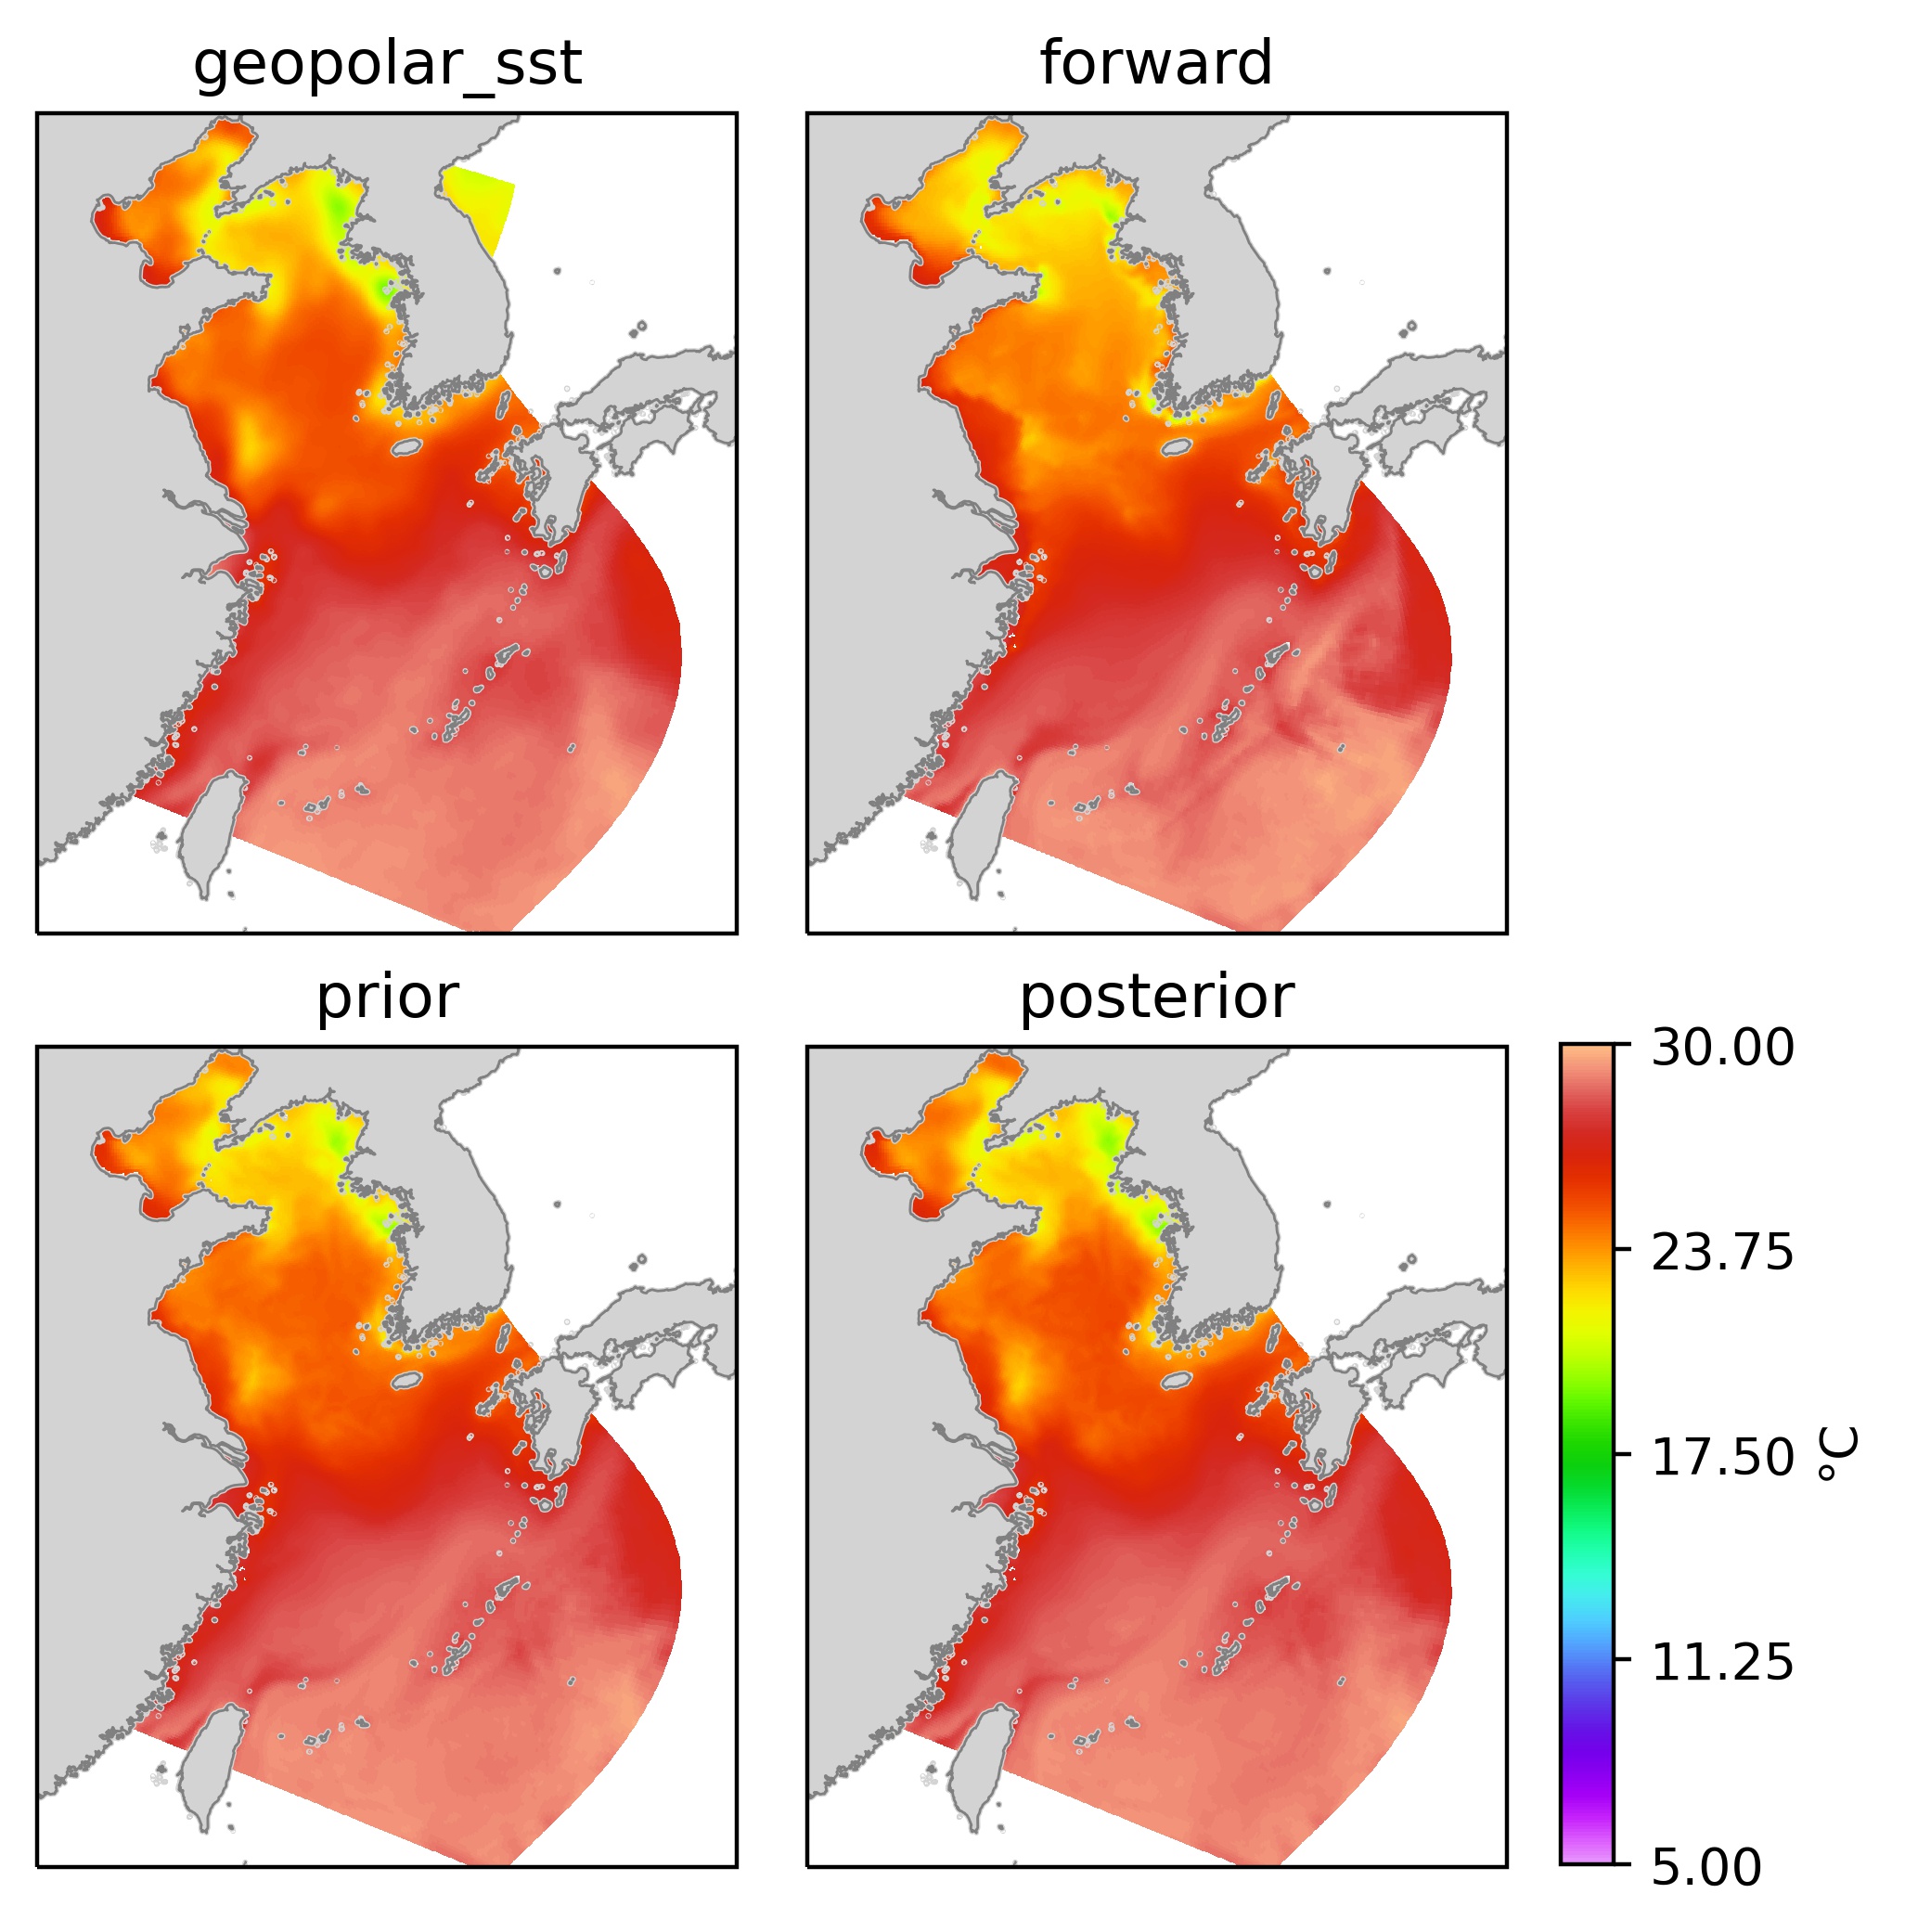 geopolar_sst
forward
prior
posterior
30.00
23.75
17.50
11.25
5.00
°C